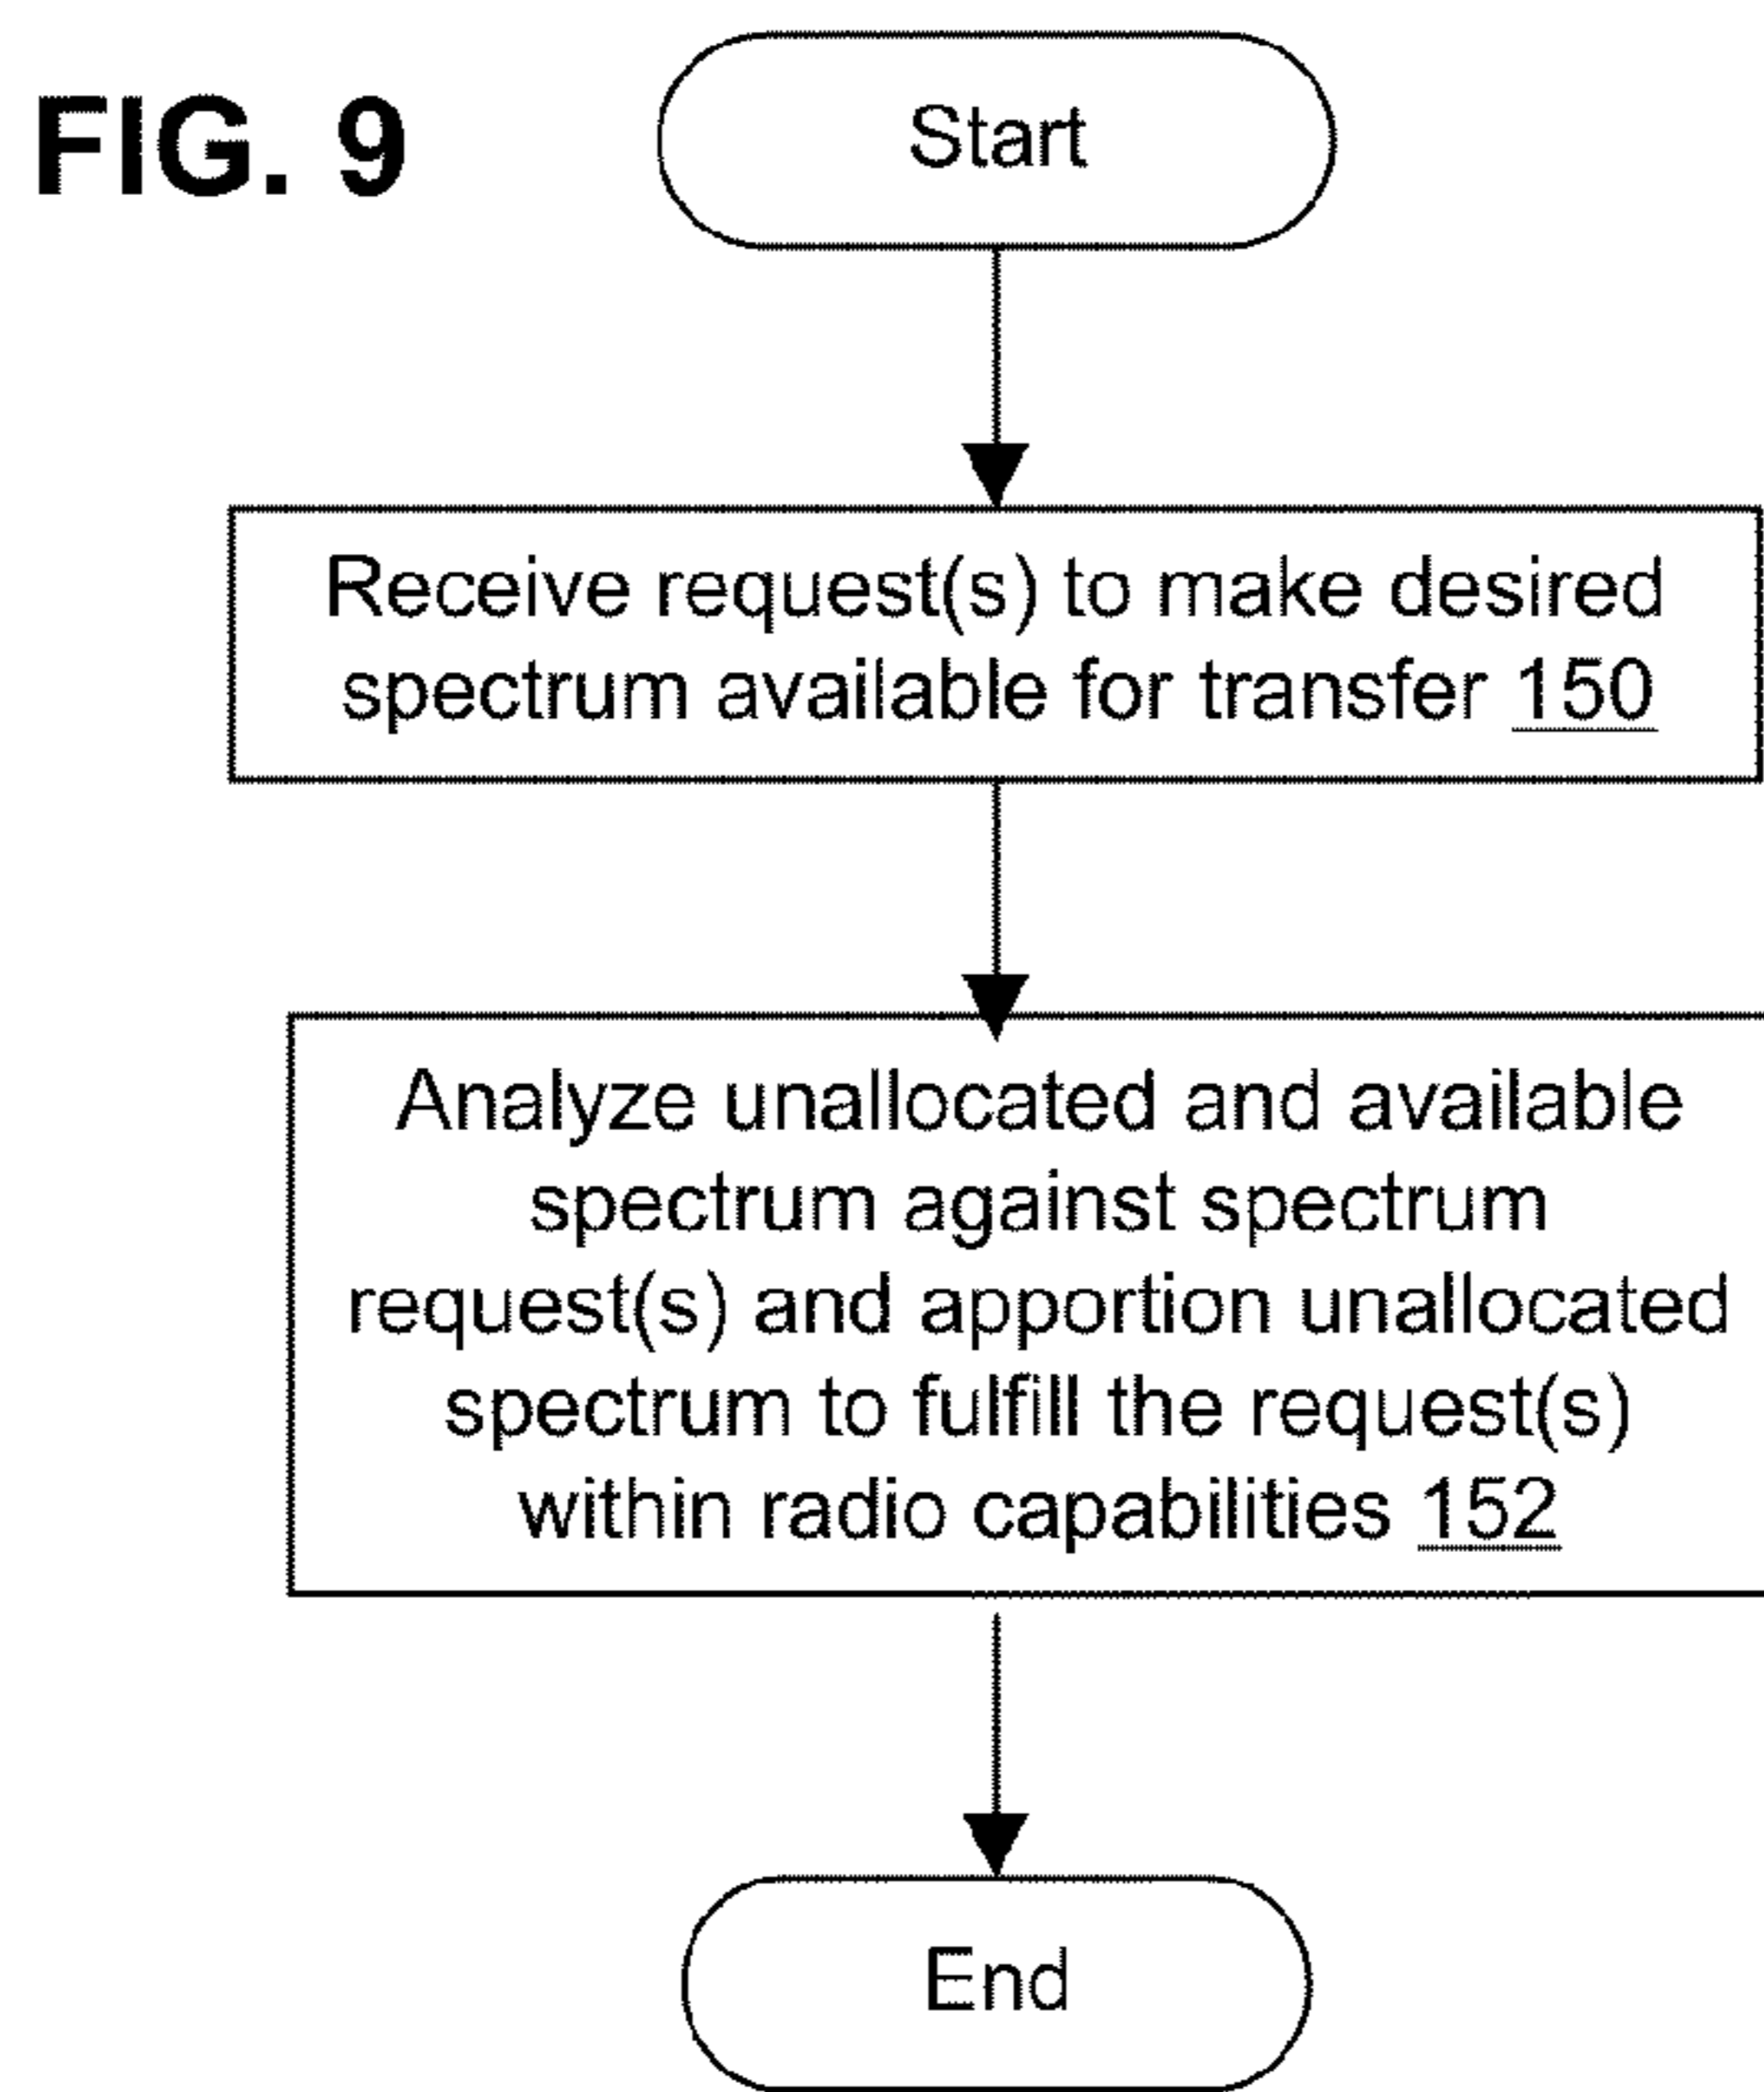 FIG. 9
Start
Receive request(s) to make desired
spectrum available for transfer 150
Analyze unallocated and available
spectrum against spectrum
request(s) and apportion unallocated
spectrum to fulfill the request(s)
within radio capabilities 152
End